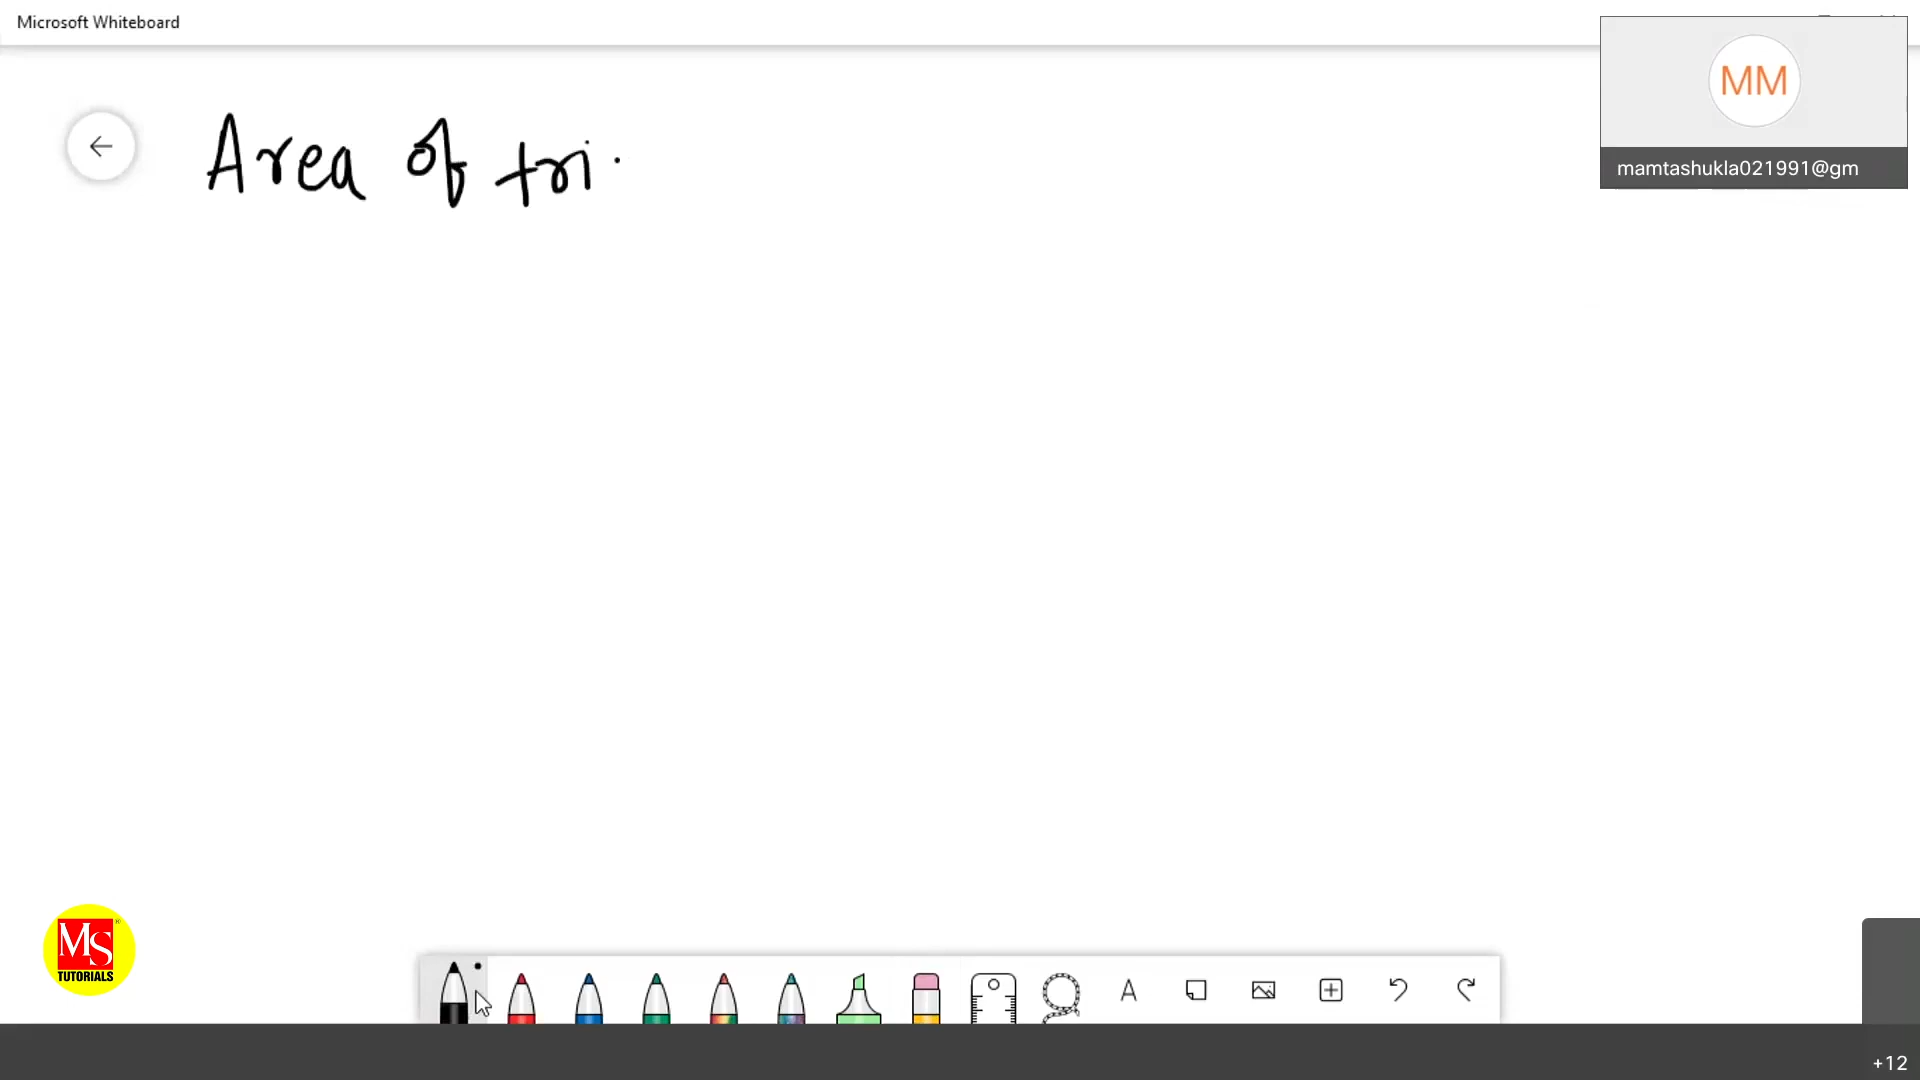 Microsoft Whiteboard
MM
mamtashukla021991@gm
Area of tri
MS
TUTORIALS
A
+12